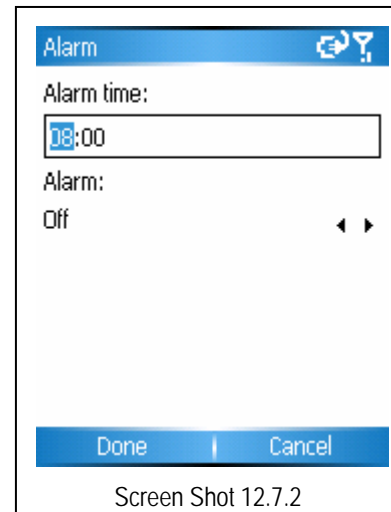 Alarm
Alarm time:
08:00
Alarm:
Off
Done Cancel
Screen Shot 12.7.2